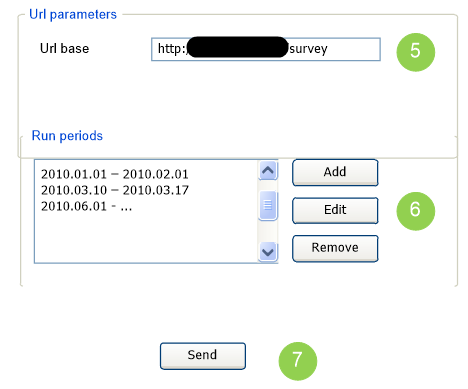 Url parameters
Url base http: /survey 5
Run periods
2010.01.01 – 2010.02.01 Add
2010.03.10 – 2010.03.17
2010.06.01 - ... Edit 6
Remove
Send 7